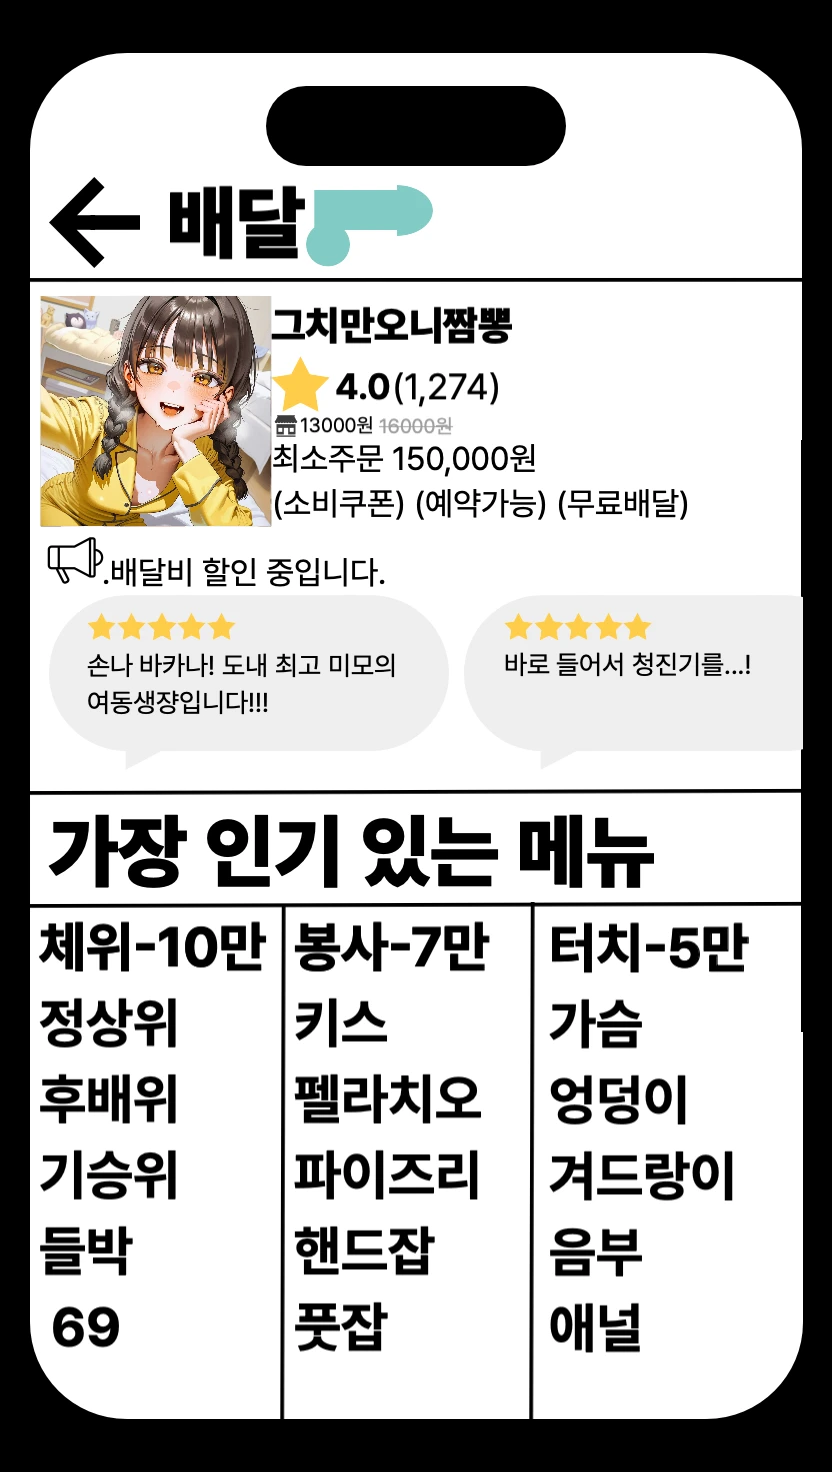 배달
그치만오니짬뽕
4.0(1,274)
13000원 16000원
최소주문 150,000원
(소비쿠폰) (예약가능) (무료배달)
.배달비 할인 중입니다.
손나 바카나! 도내 최고 미모의
여동생쟝입니다!!!
바로 들어서 청진기를...!
가장 인기 있는 메뉴
체위-10만
정상위
후배위
기승위
들박
69
봉사-7만
키스
펠라치오
파이즈리
핸드잡
풋잡
터치-5만
가슴
엉덩이
겨드랑이
음부
애널